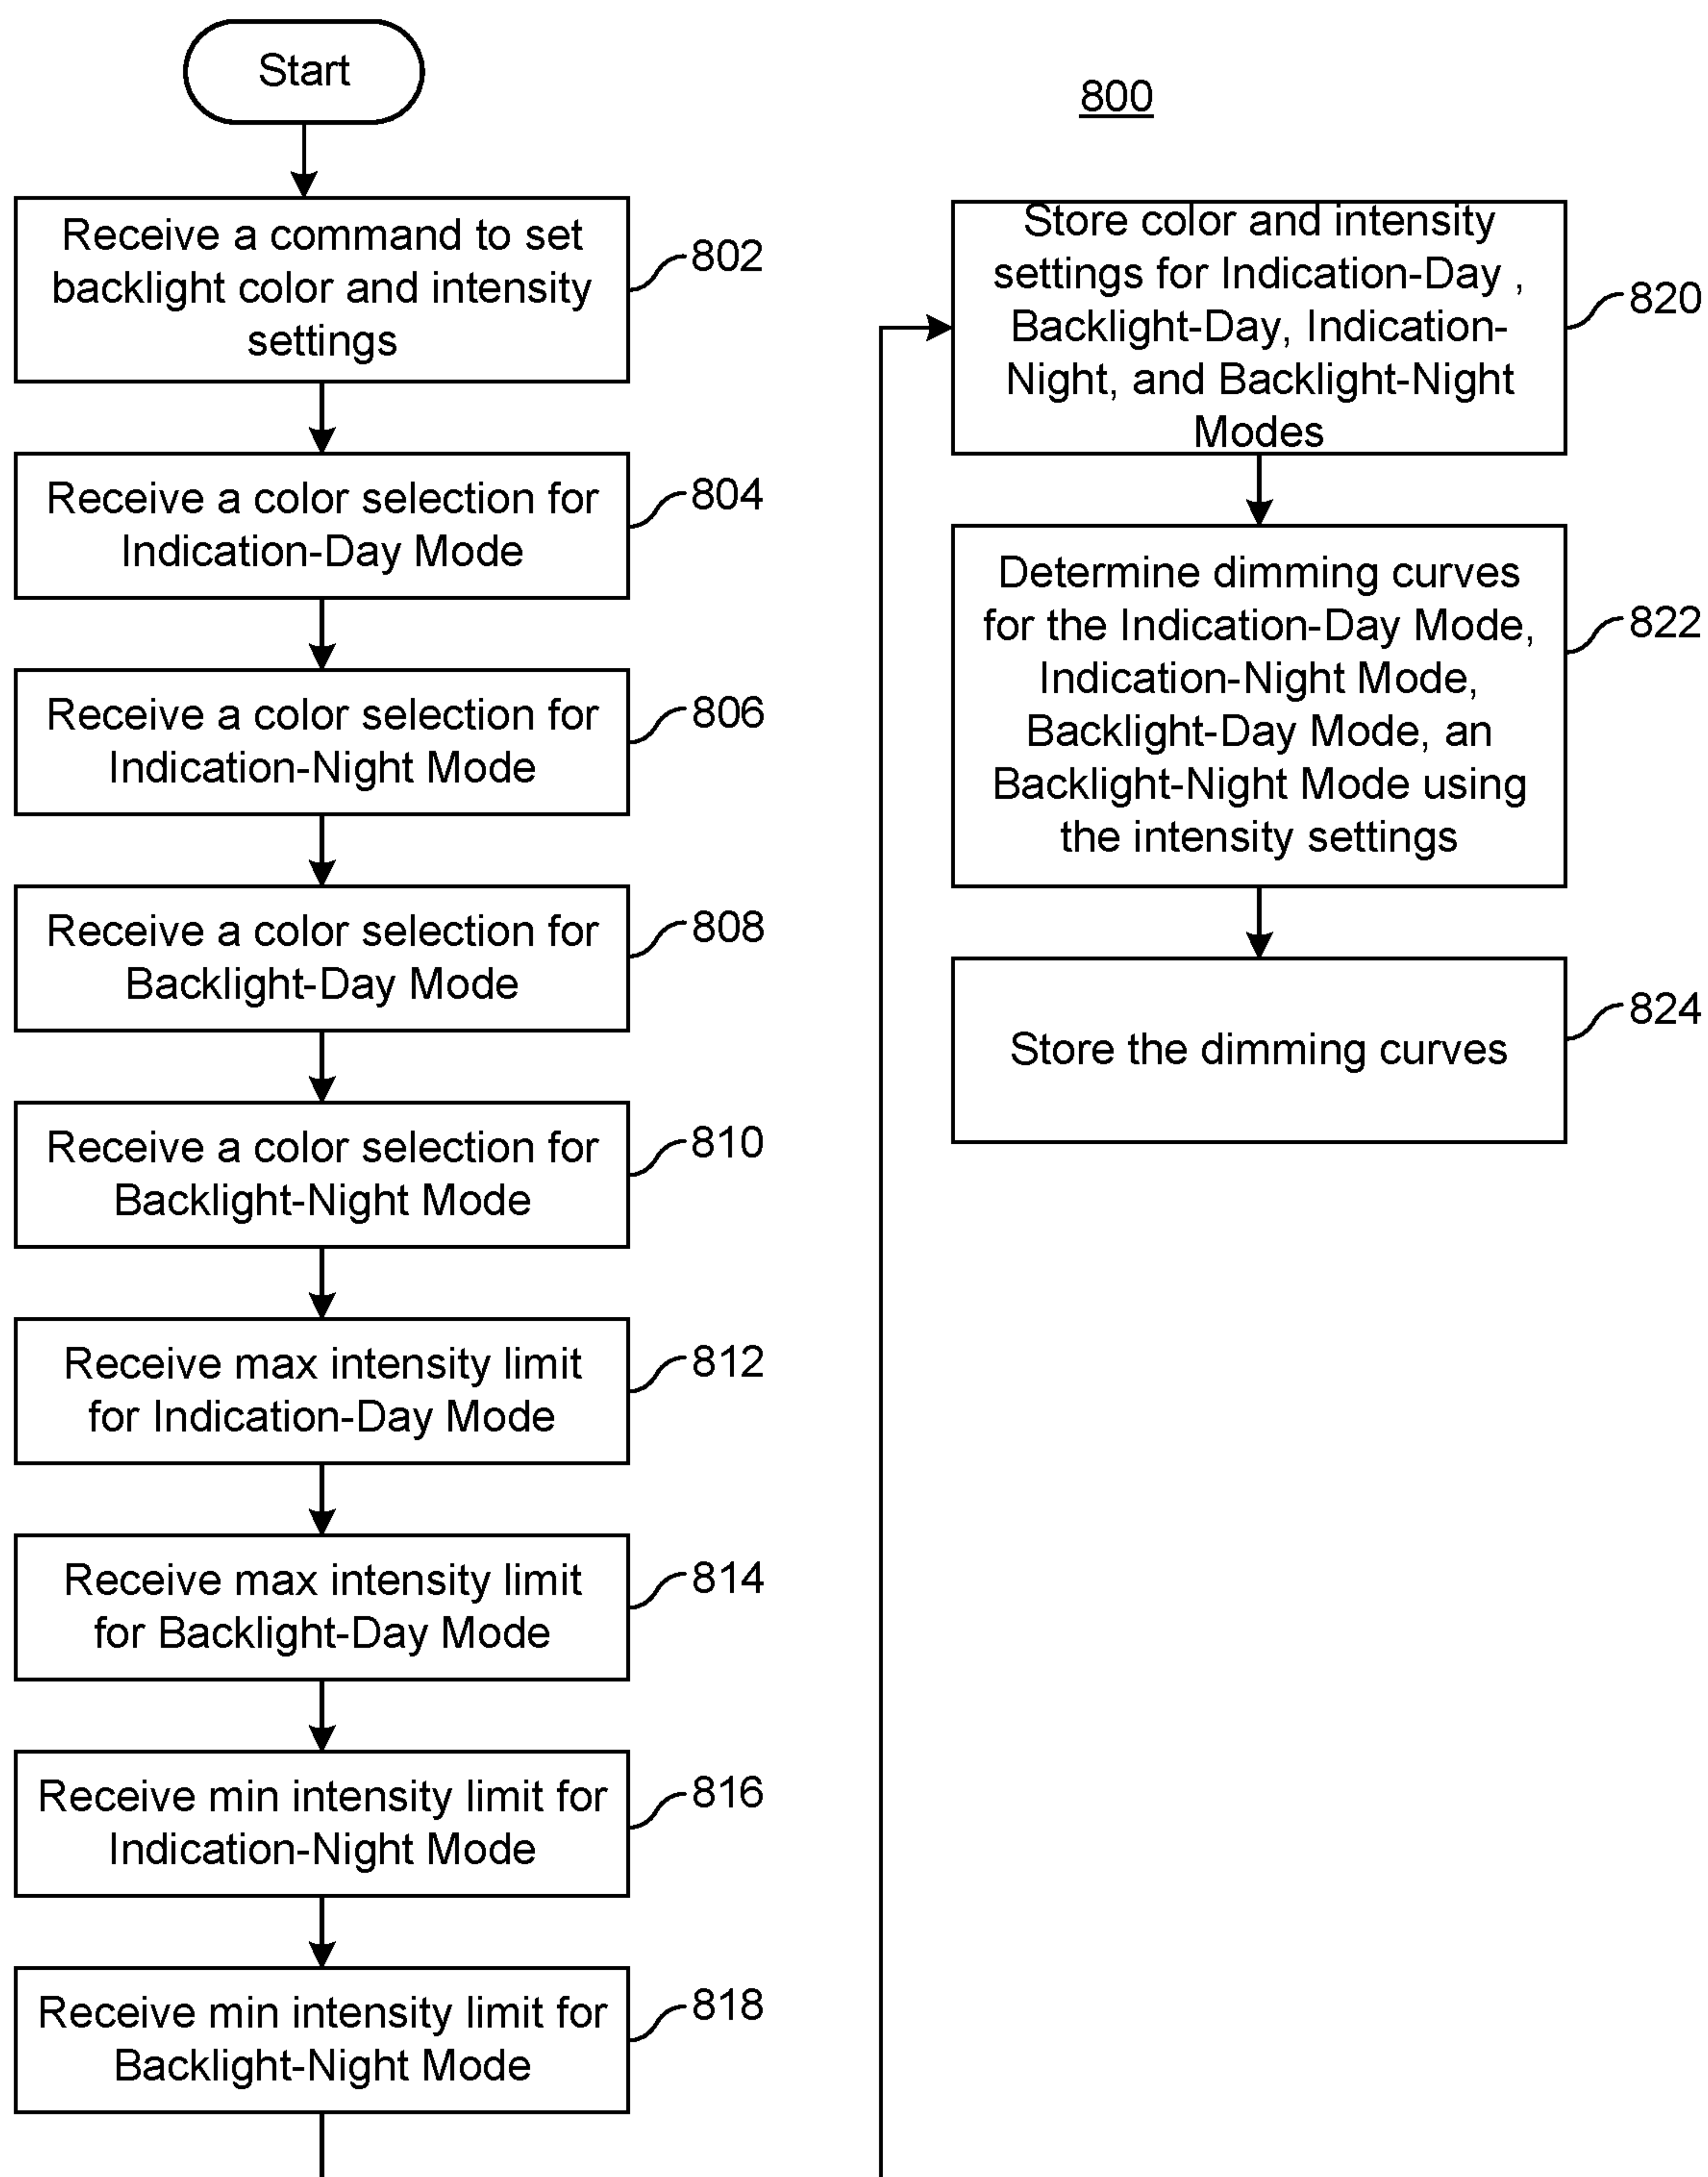 Start
800
Receive a command to set
backlight color and intensity
settings
802
Receive a color selection for
Indication-Day Mode
804
Receive a color selection for
Indication-Night Mode
806
Receive a color selection for
Backlight-Day Mode
808
Receive a color selection for
Backlight-Night Mode
810
Receive max intensity limit
for Indication-Day Mode
812
Receive max intensity limit
for Backlight-Day Mode
814
Receive min intensity limit for
Indication-Night Mode
816
Receive min intensity limit for
Backlight-Night Mode
818
Store color and intensity
settings for Indication-Day ,
Backlight-Day, Indication-
Night, and Backlight-Night
Modes
820
Determine dimming curves
for the Indication-Day Mode,
Indication-Night Mode,
Backlight-Day Mode, an
Backlight-Night Mode using
the intensity settings
822
Store the dimming curves
824